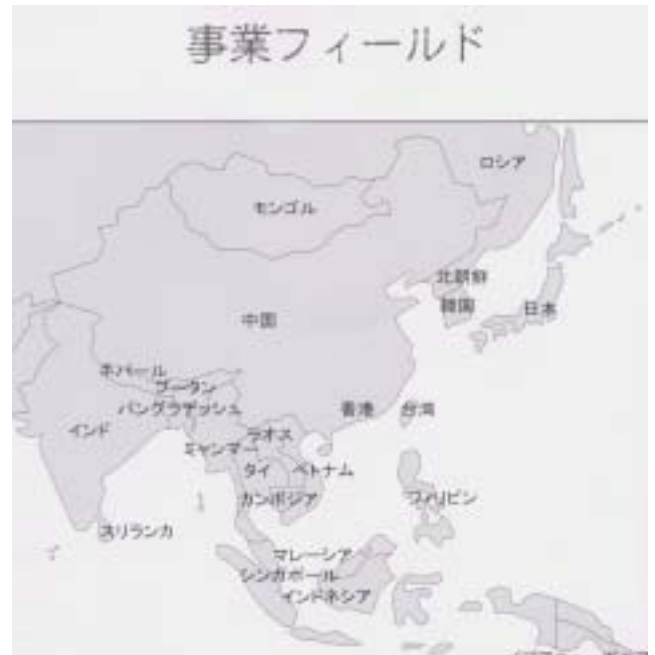 事業フィールド
ロシア
モンゴル
北朝鮮
中国
韓国
日本
ネパール
ブータン
バングラデッシュ
香港
台湾
インド
ラオス
ミャンマー
タイ
ベトナム
カンボジア
フィリピン
スリランカ
マレーシア
シンガポール
インドネシア